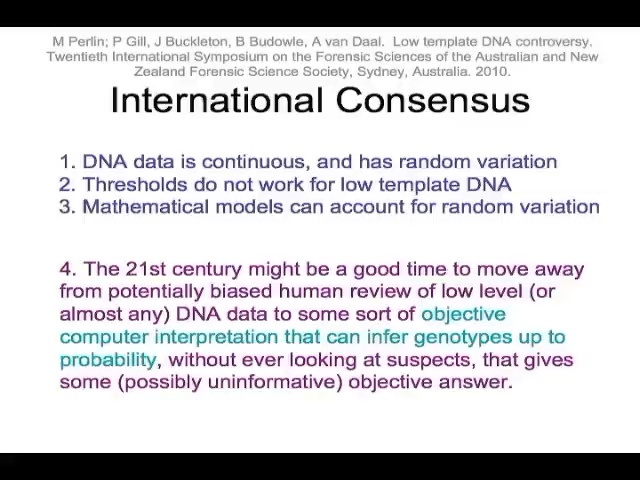 M Perlin; P Gill, J Buckleton, B Budowle, A van Daal. Low template DNA controversy.
Twentieth International Symposium on the Forensic Sciences of the Australian and New
Zealand Forensic Science Society, Sydney, Australia. 2010.
International Consensus
1. DNA data is continuous, and has random variation
2. Thresholds do not work for low template DNA
3. Mathematical models can account for random variation
4. The 21st century might be a good time to move away
from potentially biased human review of low level (or
almost any) DNA data to some sort of objective
computer interpretation that can infer genotypes up to
probability, without ever looking at suspects, that gives
some (possibly uninformative) objective answer.